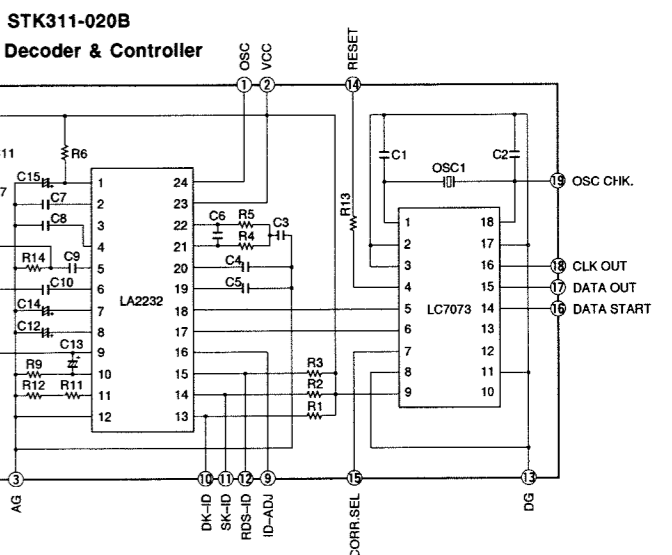 STK311-020B
Decoder & Controller
OSC
VCC
RESET
1 2 14
11
R6
C15
7
C7
C8
R14 C9
C10
C14
C12
C13
R9
R12 R11
1 24
2 23
3 22
4 21
5 20
6 19
7 18
8 17
9 16
10 15
11 14
12 13
LA2232
C6 R5 C3
R4
C4
C5
R3
R2
R1
R13
C1 C2
OSC1
1 18
2 17
3 16
4 15
5 14
6 13
7 12
8 11
9 10
LC7073
19 OSC CHK.
18 CLK OUT
17 DATA OUT
16 DATA START
3 10 11 12 9 15 13
AG
DK-ID
SK-ID
RDS-ID
ID-ADJ
CORR.SEL
DG